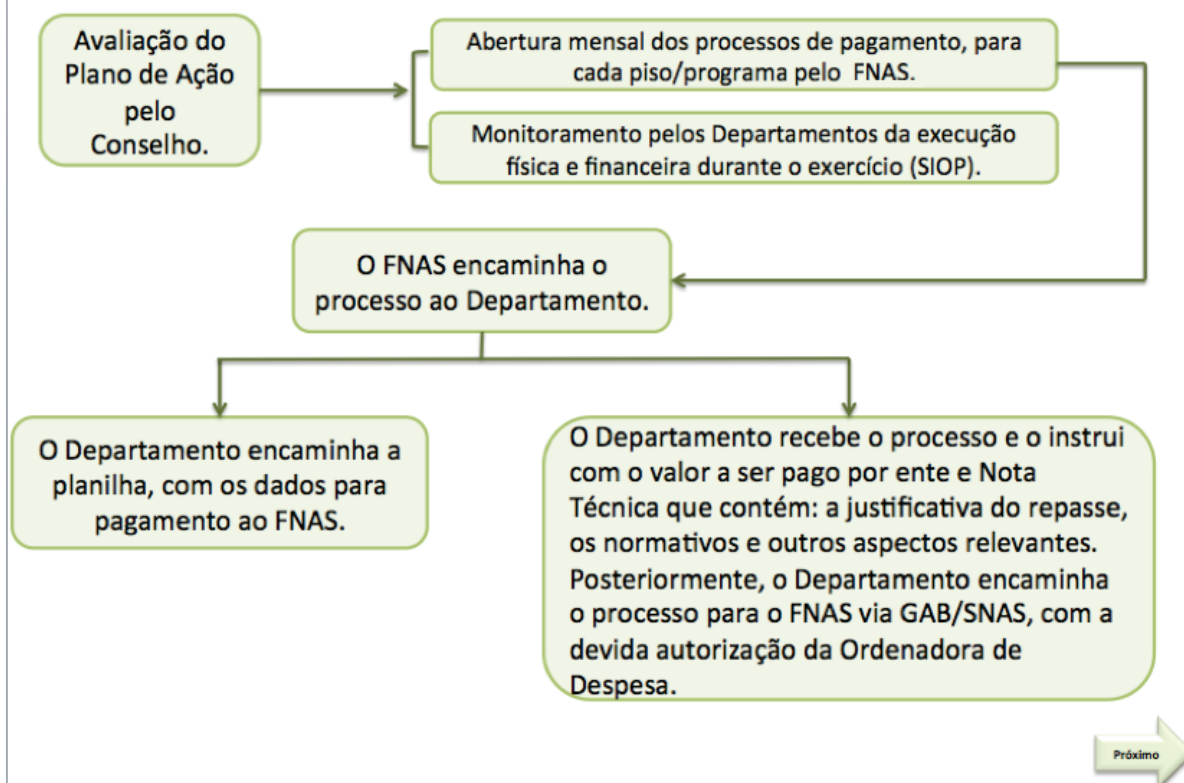 Avaliação do
Plano de Ação
pelo
Conselho.
Abertura mensal dos processos de pagamento, para
cada piso/programa pelo FNAS.
Monitoramento pelos Departamentos da execução
física e financeira durante o exercício (SIOP).
O FNAS encaminha o
processo ao Departamento.
O Departamento encaminha a
planilha, com os dados para
pagamento ao FNAS.
O Departamento recebe o processo e o instrui
com o valor a ser pago por ente e Nota
Técnica que contém: a justificativa do repasse,
os normativos e outros aspectos relevantes.
Posteriormente, o Departamento encaminha
o processo para o FNAS via GAB/SNAS, com a
devida autorização da Ordenadora de
Despesa.
Próximo